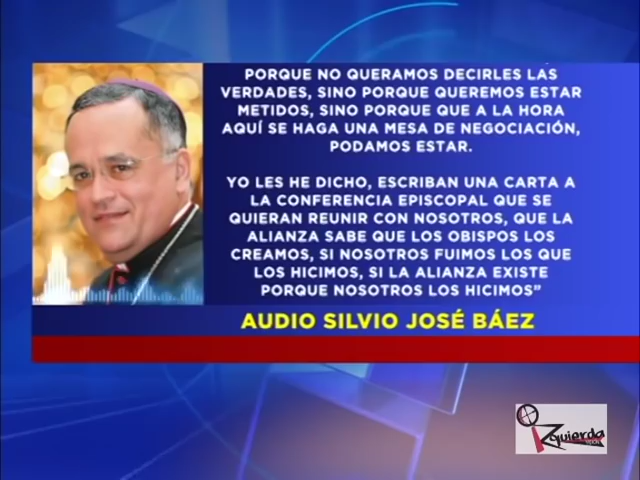 PORQUE NO QUERAMOS DECIRLES LAS
VERDADES, SINO PORQUE QUEREMOS ESTAR
METIDOS, SINO PORQUE QUE A LA HORA
AQUÍ SE HAGA UNA MESA DE NEGOCIACIÓN,
PODAMOS ESTAR.
YO LES HE DICHO, ESCRIBAN UNA CARTA A
LA CONFERENCIA EPISCOPAL QUE SE
QUIERAN REUNIR CON NOSOTROS, QUE LA
ALIANZA SABE QUE LOS OBISPOS LOS
CREAMOS, SI NOSOTROS FUIMOS LOS QUE
LOS HICIMOS, SI LA ALIANZA EXISTE
PORQUE NOSOTROS LOS HICIMOS”
AUDIO SILVIO JOSÉ BÁEZ
Izquierda